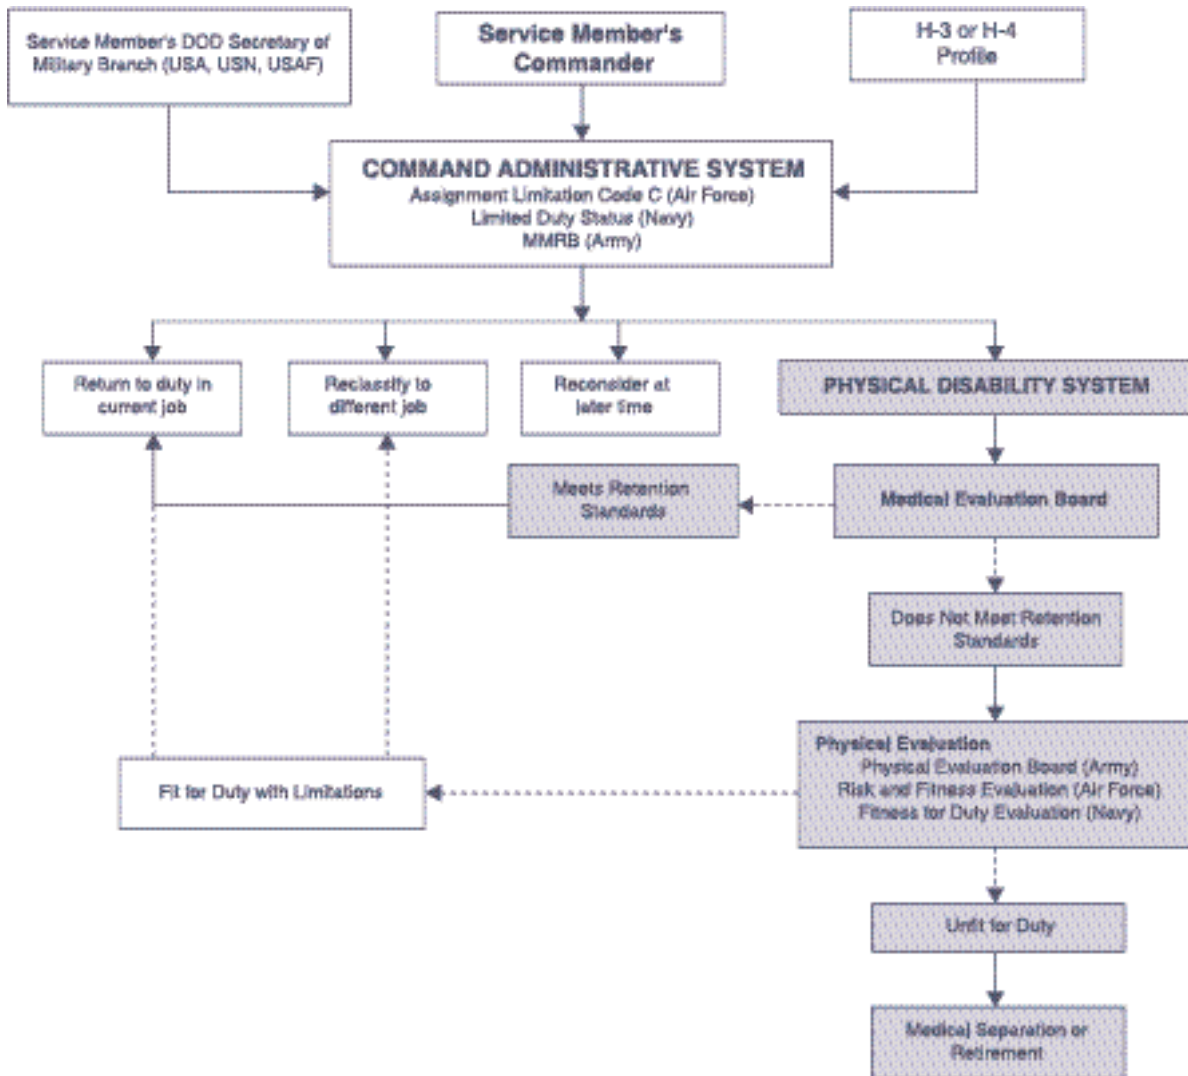 Service Member's DOD Secretary of
Military Branch (USA, USN, USAF)
Service Member's
Commander
H-3 or H-4
Profile
COMMAND ADMINISTRATIVE SYSTEM
Assignment Limitation Code C (Air Force)
Limited Duty Status (Navy)
MMRB (Army)
Return to duty in
current job
Reclassify to
different job
Reconsider at
later time
PHYSICAL DISABILITY SYSTEM
Meets Retention
Standards
Medical Evaluation Board
Does Not Meet Retention
Standards
Physical Evaluation
Physical Evaluation Board (Army)
Risk and Fitness Evaluation (Air Force)
Fitness for Duty Evaluation (Navy)
Fit for Duty with Limitations
Unfit for Duty
Medical Separation or
Retirement